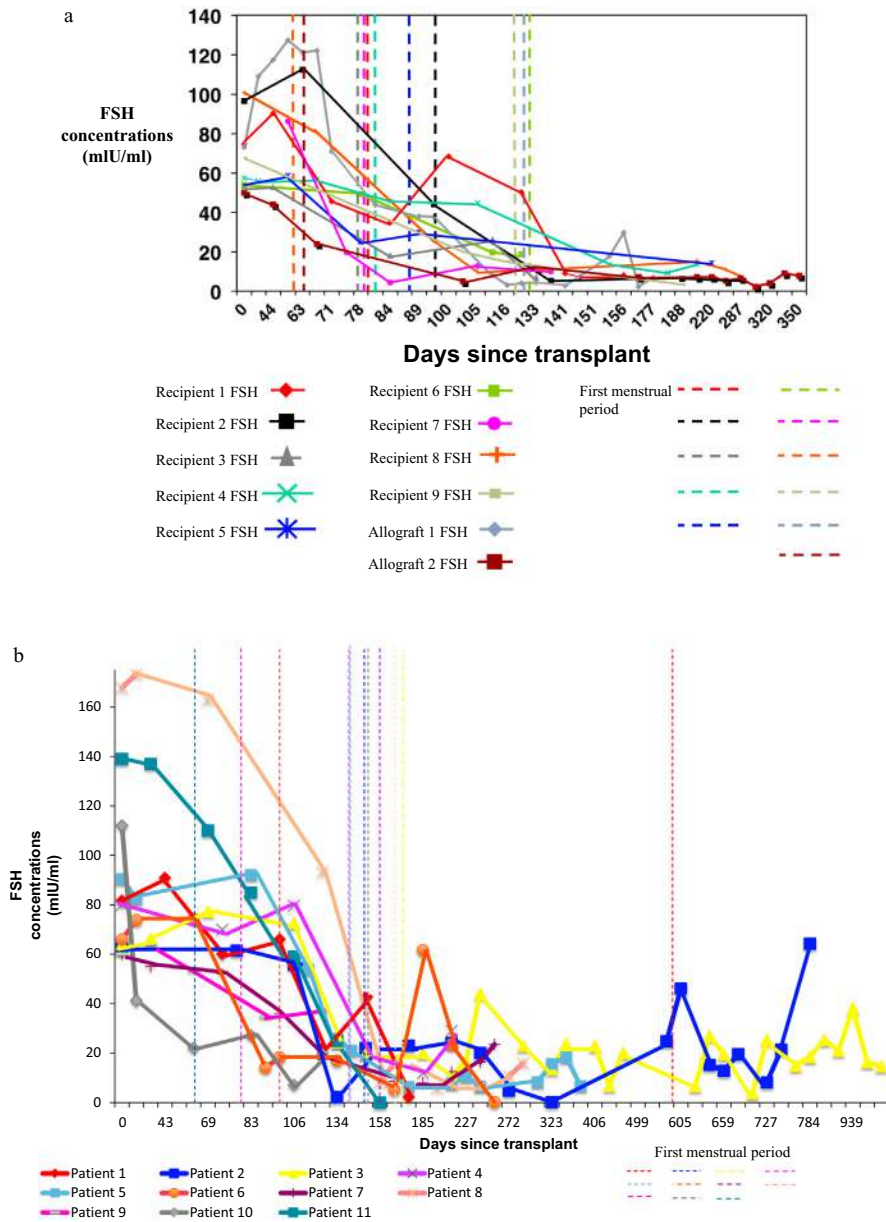 a
FSH
concentrations
(mIU/ml)
140
120
100
80
60
40
20
0
0 44 63 71 78 84 89 100 105 116 133 141 151 156 177 188 220 287 320 350
Days since transplant
Recipient 1 FSH
Recipient 2 FSH
Recipient 3 FSH
Recipient 4 FSH
Recipient 5 FSH
Recipient 6 FSH
Recipient 7 FSH
Recipient 8 FSH
Recipient 9 FSH
Allograft 1 FSH
Allograft 2 FSH
First menstrual
period
b
FSH
concentrations
(mIU/ml)
160
140
120
100
80
60
40
20
0
0 43 69 83 106 134 158 185 227 272 323 406 499 605 659 727 784 939
Days since transplant
First menstrual period
Patient 1 Patient 2 Patient 3 Patient 4
Patient 5 Patient 6 Patient 7 Patient 8
Patient 9 Patient 10 Patient 11